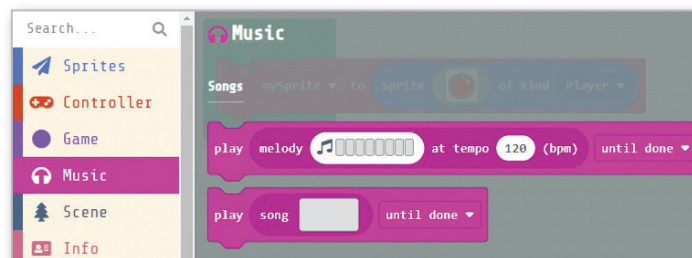 Search...
Sprites
Controller
Game
Music
Scene
Info
Music
Songs
mySprite to sprite of kind Player
play melody at tempo 120 (bpm) until done
play song until done